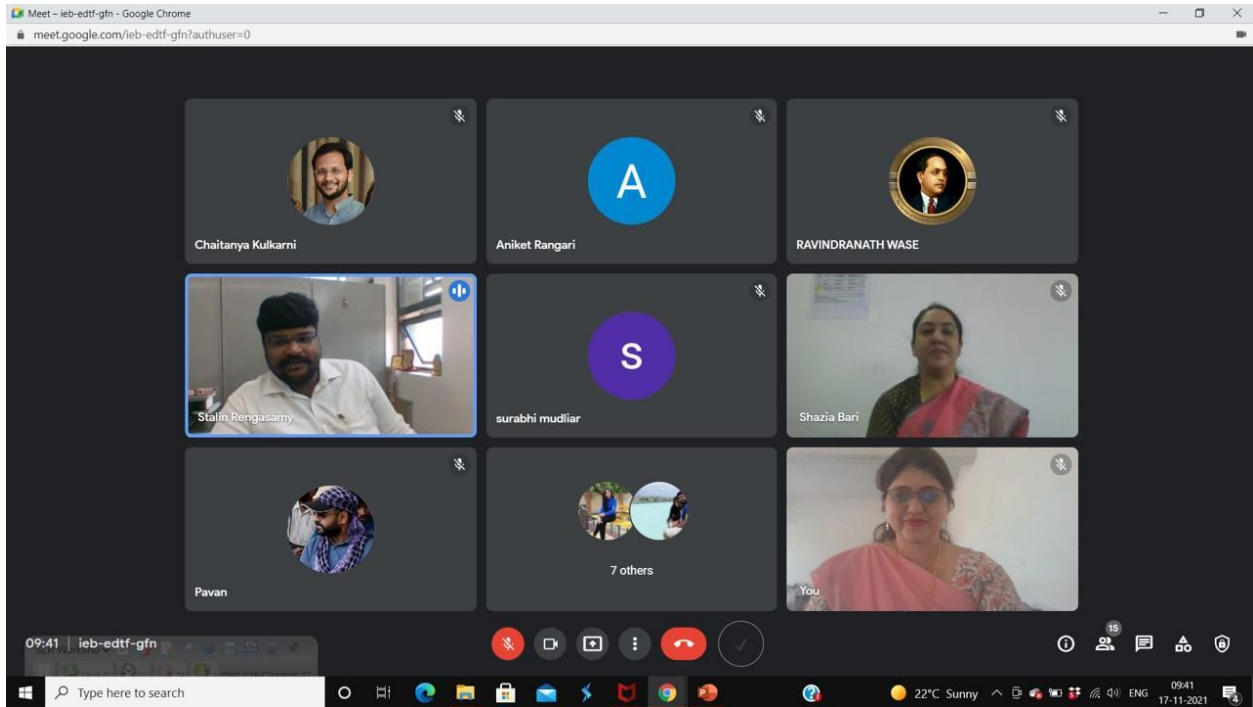 Meet – ieb-edtf-gfn - Google Chrome
meet.google.com/ieb-edtf-gfn?authuser=0
Chaitanya Kulkarni
A
Aniket Rangari
RAVINDRANATH WASE
Stalin Rengasamy
S
surabhi mudliar
Shazia Bari
Pavan
7 others
You
09:41 | ieb-edtf-gfn
15
Type here to search
22°C Sunny
ENG
09:41
17-11-2021
4